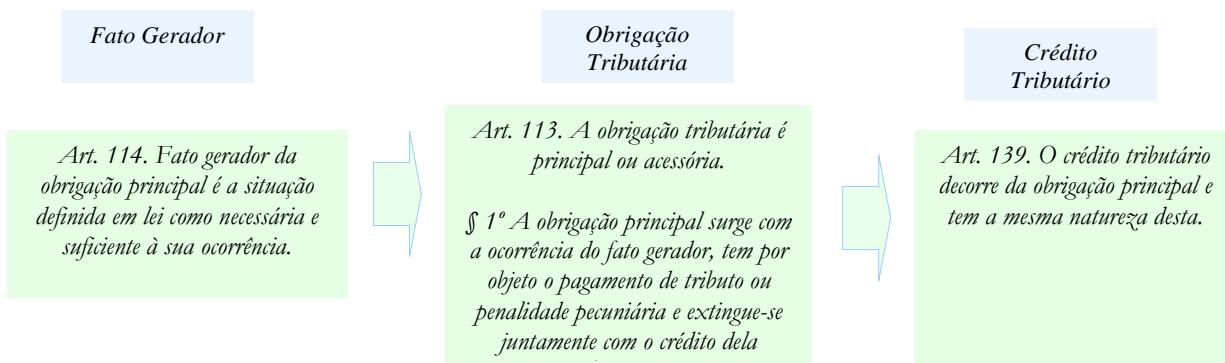 Fato Gerador
Obrigação
Tributária
Crédito
Tributário
Art. 114. Fato gerador da
obrigação principal é a situação
definida em lei como necessária e
suficiente à sua ocorrência.
Art. 113. A obrigação tributária é
principal ou acessória.
§ 1º A obrigação principal surge com
a ocorrência do fato gerador, tem por
objeto o pagamento de tributo ou
penalidade pecuniária e extingue-se
juntamente com o crédito dela
Art. 139. O crédito tributário
decorre da obrigação principal e
tem a mesma natureza desta.